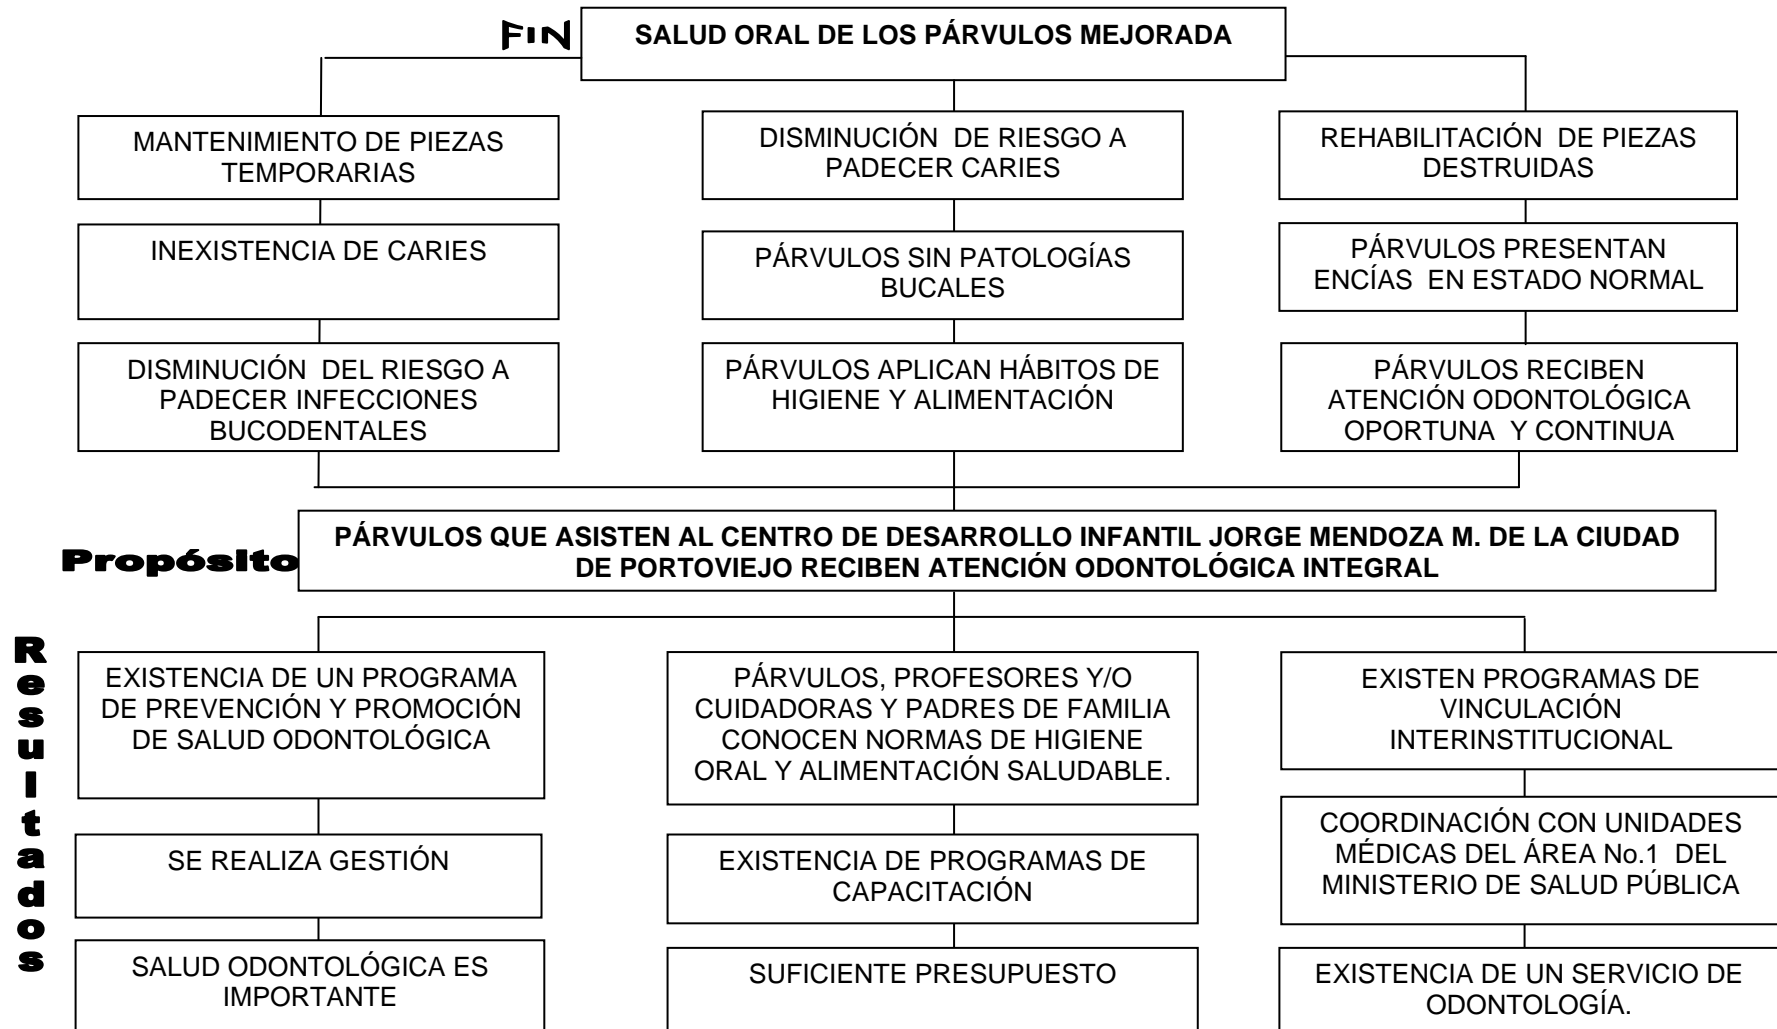 FIN
SALUD ORAL DE LOS PÁRVULOS MEJORADA
MANTENIMIENTO DE PIEZAS
TEMPORARIAS
DISMINUCIÓN DE RIESGO A
PADECER CARIES
REHABILITACIÓN DE PIEZAS
DESTRUIDAS
INEXISTENCIA DE CARIES
PÁRVULOS SIN PATOLOGÍAS
BUCALES
PÁRVULOS PRESENTAN
ENCÍAS EN ESTADO NORMAL
DISMINUCIÓN DEL RIESGO A
PADECER INFECCIONES
BUCODENTALES
PÁRVULOS APLICAN HÁBITOS DE
HIGIENE Y ALIMENTACIÓN
PÁRVULOS RECIBEN
ATENCIÓN ODONTOLÓGICA
OPORTUNA Y CONTINUA
Propósito
PÁRVULOS QUE ASISTEN AL CENTRO DE DESARROLLO INFANTIL JORGE MENDOZA M. DE LA CIUDAD
DE PORTOVIEJO RECIBEN ATENCIÓN ODONTOLÓGICA INTEGRAL
Resultados
EXISTENCIA DE UN PROGRAMA
DE PREVENCIÓN Y PROMOCIÓN
DE SALUD ODONTOLÓGICA
PÁRVULOS, PROFESORES Y/O
CUIDADORAS Y PADRES DE FAMILIA
CONOCEN NORMAS DE HIGIENE
ORAL Y ALIMENTACIÓN SALUDABLE.
EXISTEN PROGRAMAS DE
VINCULACIÓN
INTERINSTITUCIONAL
SE REALIZA GESTIÓN
EXISTENCIA DE PROGRAMAS DE
CAPACITACIÓN
COORDINACIÓN CON UNIDADES
MÉDICAS DEL ÁREA No.1 DEL
MINISTERIO DE SALUD PÚBLICA
SALUD ODONTOLÓGICA ES
IMPORTANTE
SUFICIENTE PRESUPUESTO
EXISTENCIA DE UN SERVICIO DE
ODONTOLOGÍA.